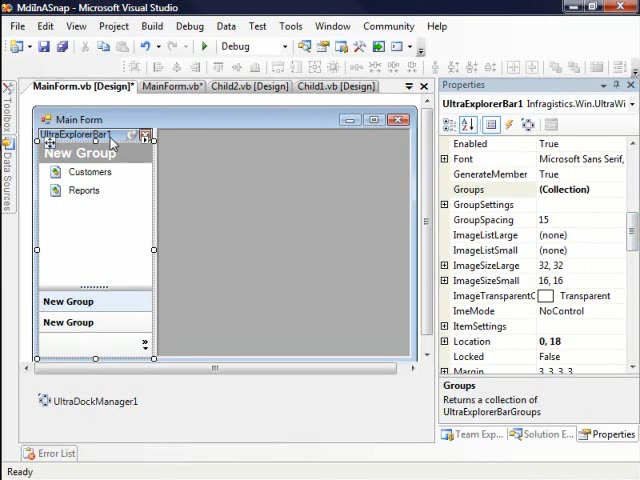 MdiInASnap - Microsoft Visual Studio
File Edit View Project Build Debug Data Test Tools Window Community Help
Debug
MainForm.vb [Design]* MainForm.vb* Child2.vb [Design] Child1.vb [Design]
Properties
UltraExplorerBar1 Infragistics.Win.UltraWi
Toolbox
Data Sources
Main Form
UltraExplorerBar1
New Group
Customers
Reports
New Group
New Group
»
UltraDockManager1
Enabled True
Font Microsoft Sans Serif,
GenerateMember True
Groups (Collection)
GroupSettings
GroupSpacing 15
ImageListLarge (none)
ImageListSmall (none)
ImageSizeLarge 32, 32
ImageSizeSmall 16, 16
ImageTransparentC Transparent
ImeMode NoControl
ItemSettings
Location 0, 18
Locked False
Margin 3, 3, 3, 3
Groups
Returns a collection of
UltraExplorerBarGroups
Team Exp... Solution E... Properties
Error List
Ready